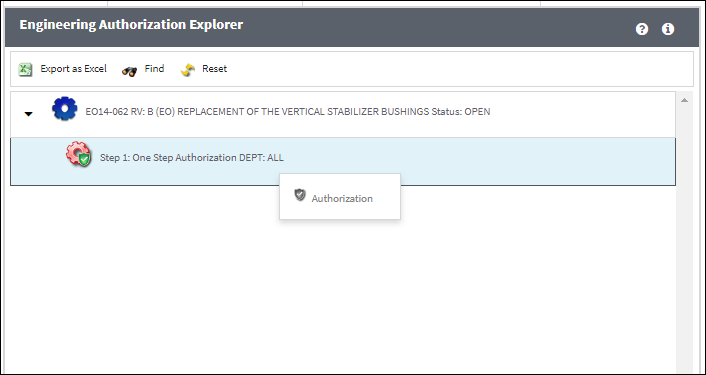 Engineering Authorization Explorer
Export as Excel Find Reset
EO14-062 RV: B (EO) REPLACEMENT OF THE VERTICAL STABILIZER BUSHINGS Status: OPEN
Step 1: One Step Authorization DEPT: ALL
Authorization